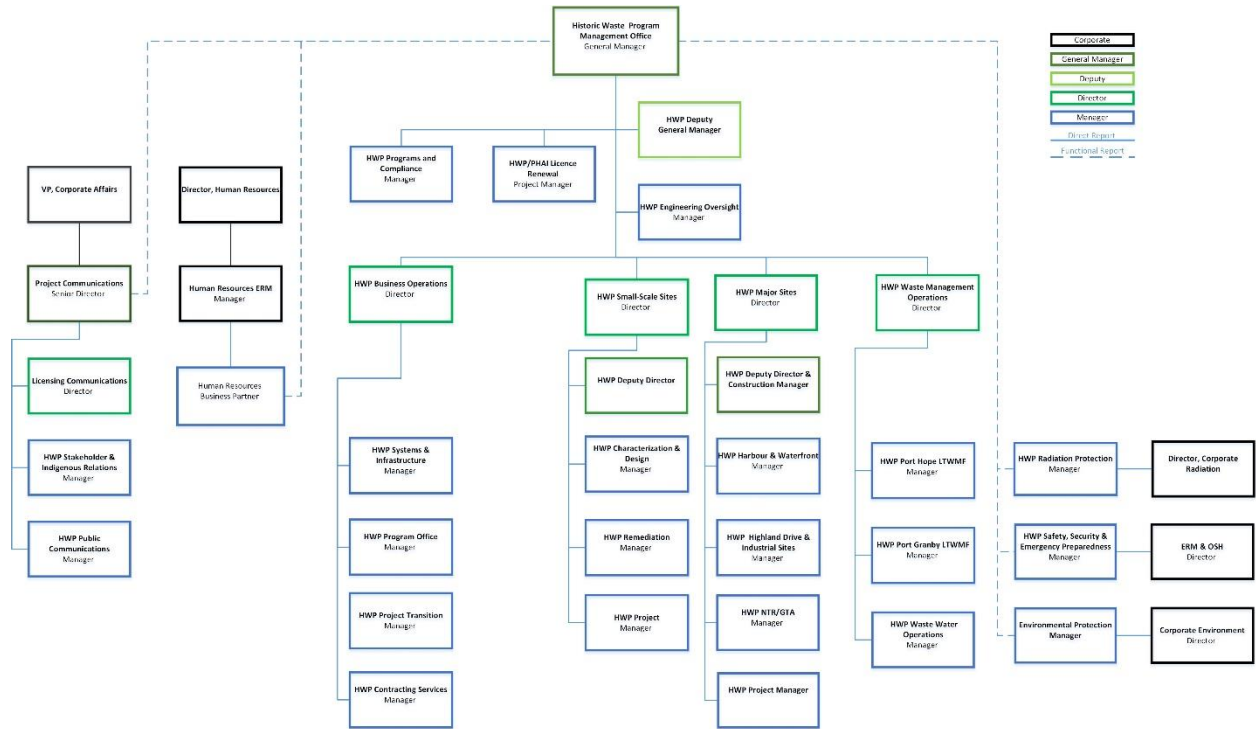 Historic Waste Program
Management Office
General Manager
Corporate
General Manager
Deputy
Director
Manager
Direct Report
Functional Report
HWP Deputy
General Manager
HWP Programs and
Compliance
Manager
HWP/PHAI Licence
Renewal
Project Manager
HWP Engineering Oversight
Manager
VP, Corporate Affairs
Director, Human Resources
Project Communications
Senior Director
Human Resources ERM
Manager
HWP Business Operations
Director
HWP Small-Scale Sites
Director
HWP Major Sites
Director
HWP Waste Management
Operations
Director
Licensing Communications
Director
Human Resources
Business Partner
HWP Deputy Director
HWP Deputy Director &
Construction Manager
HWP Stakeholder &
Indigenous Relations
Manager
HWP Systems &
Infrastructure
Manager
HWP Characterization &
Design
Manager
HWP Harbour & Waterfront
Manager
HWP Port Hope LTWMF
Manager
HWP Radiation Protection
Manager
Director, Corporate
Radiation
HWP Public
Communications
Manager
HWP Program Office
Manager
HWP Remediation
Manager
HWP Highland Drive &
Industrial Sites
Manager
HWP Port Granby LTWMF
Manager
HWP Safety, Security &
Emergency Preparedness
Manager
ERM & OSH
Director
HWP Project Transition
Manager
HWP Project
Manager
HWP NTR/GTA
Manager
HWP Waste Water
Operations
Manager
Environmental Protection
Manager
Corporate Environment
Director
HWP Contracting Services
Manager
HWP Project Manager